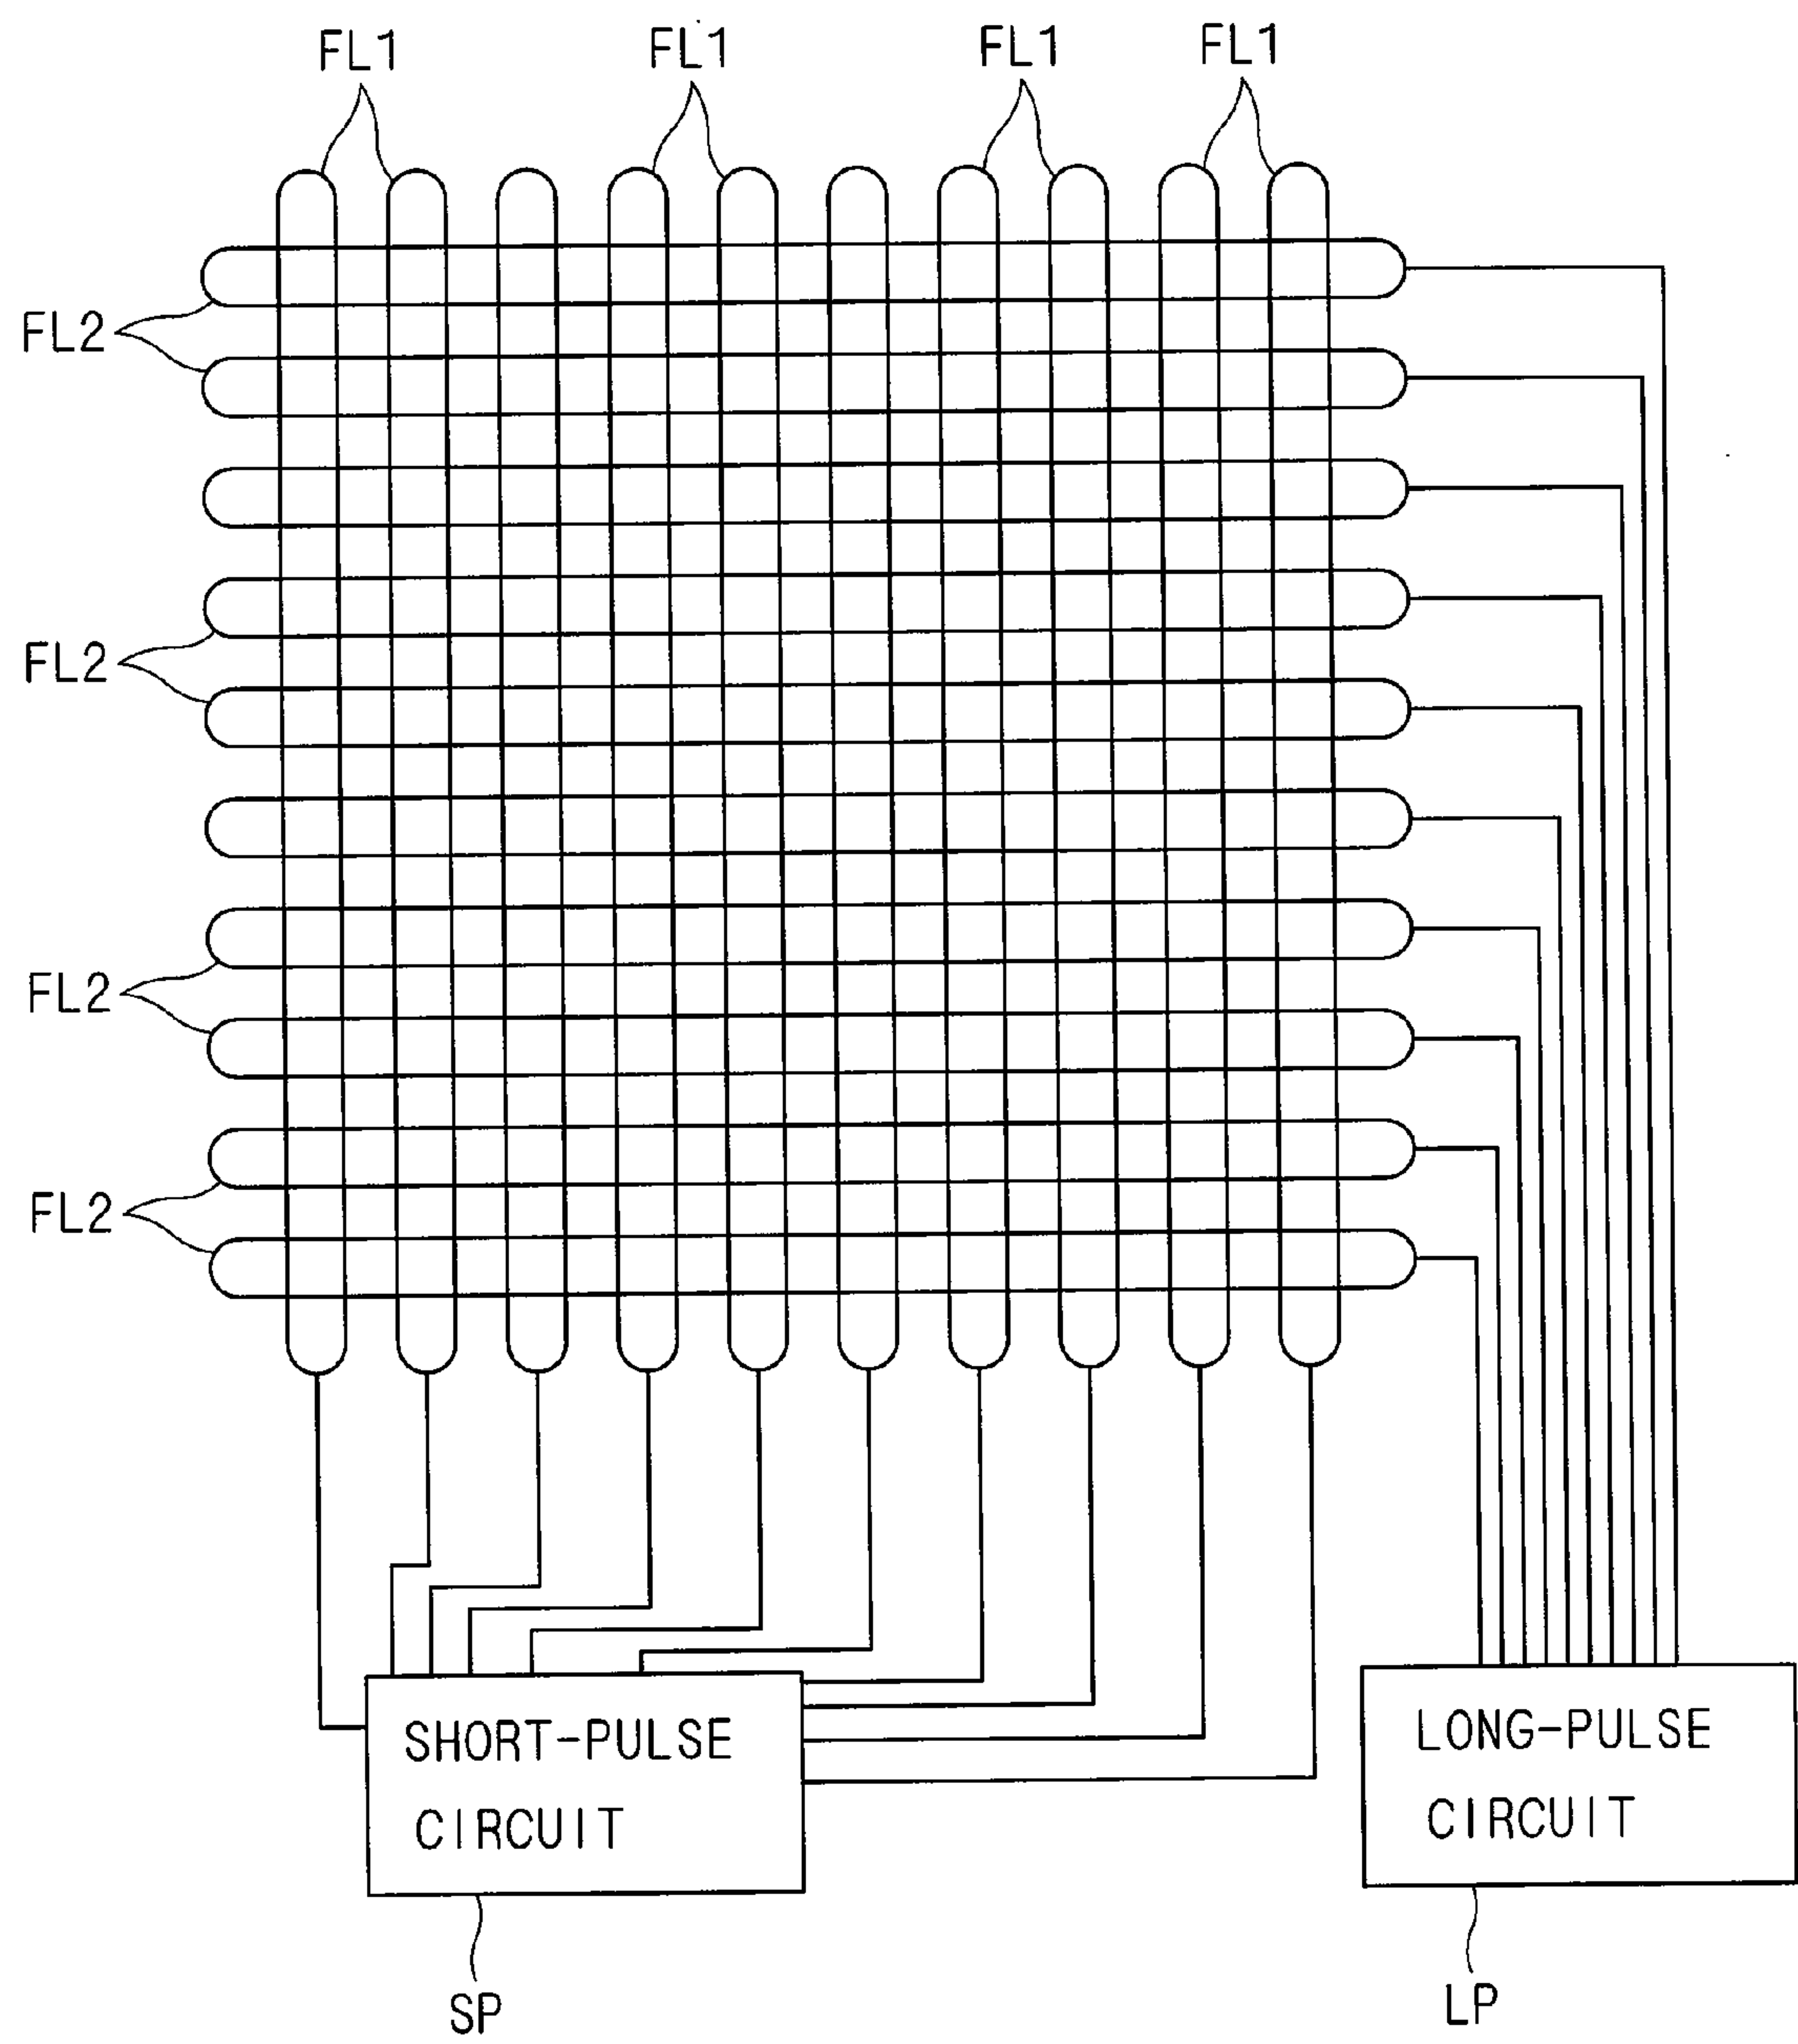 FL1 FL1 FL1 FL1
FL2
FL2
FL2
FL2
SHORT-PULSE
CIRCUIT
LONG-PULSE
CIRCUIT
SP
LP